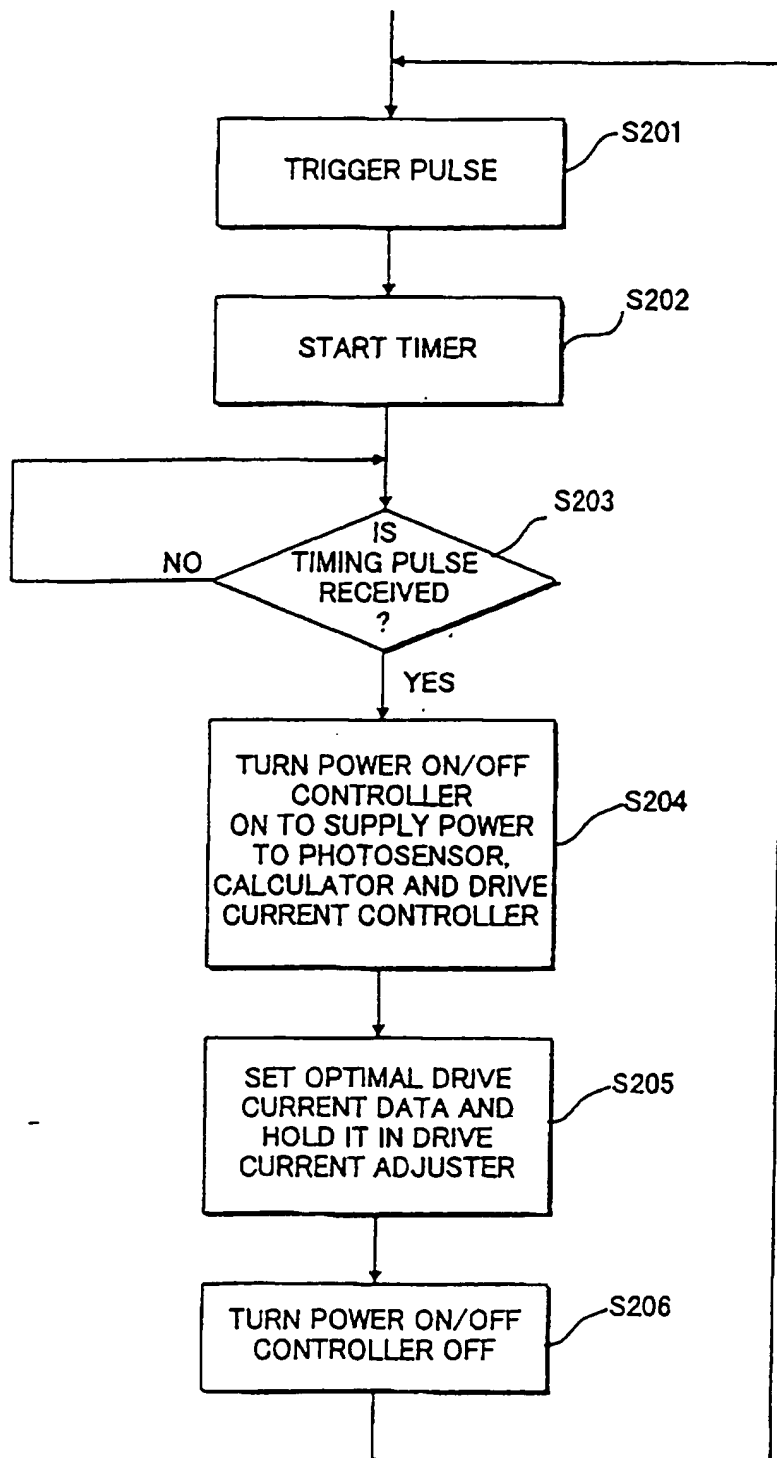 TRIGGER PULSE
S201
START TIMER
S202
IS
TIMING PULSE
RECEIVED
?
S203
NO
YES
TURN POWER ON/OFF
CONTROLLER
ON TO SUPPLY POWER
TO PHOTOSENSOR,
CALCULATOR AND DRIVE
CURRENT CONTROLLER
S204
SET OPTIMAL DRIVE
CURRENT DATA AND
HOLD IT IN DRIVE
CURRENT ADJUSTER
S205
TURN POWER ON/OFF
CONTROLLER OFF
S206